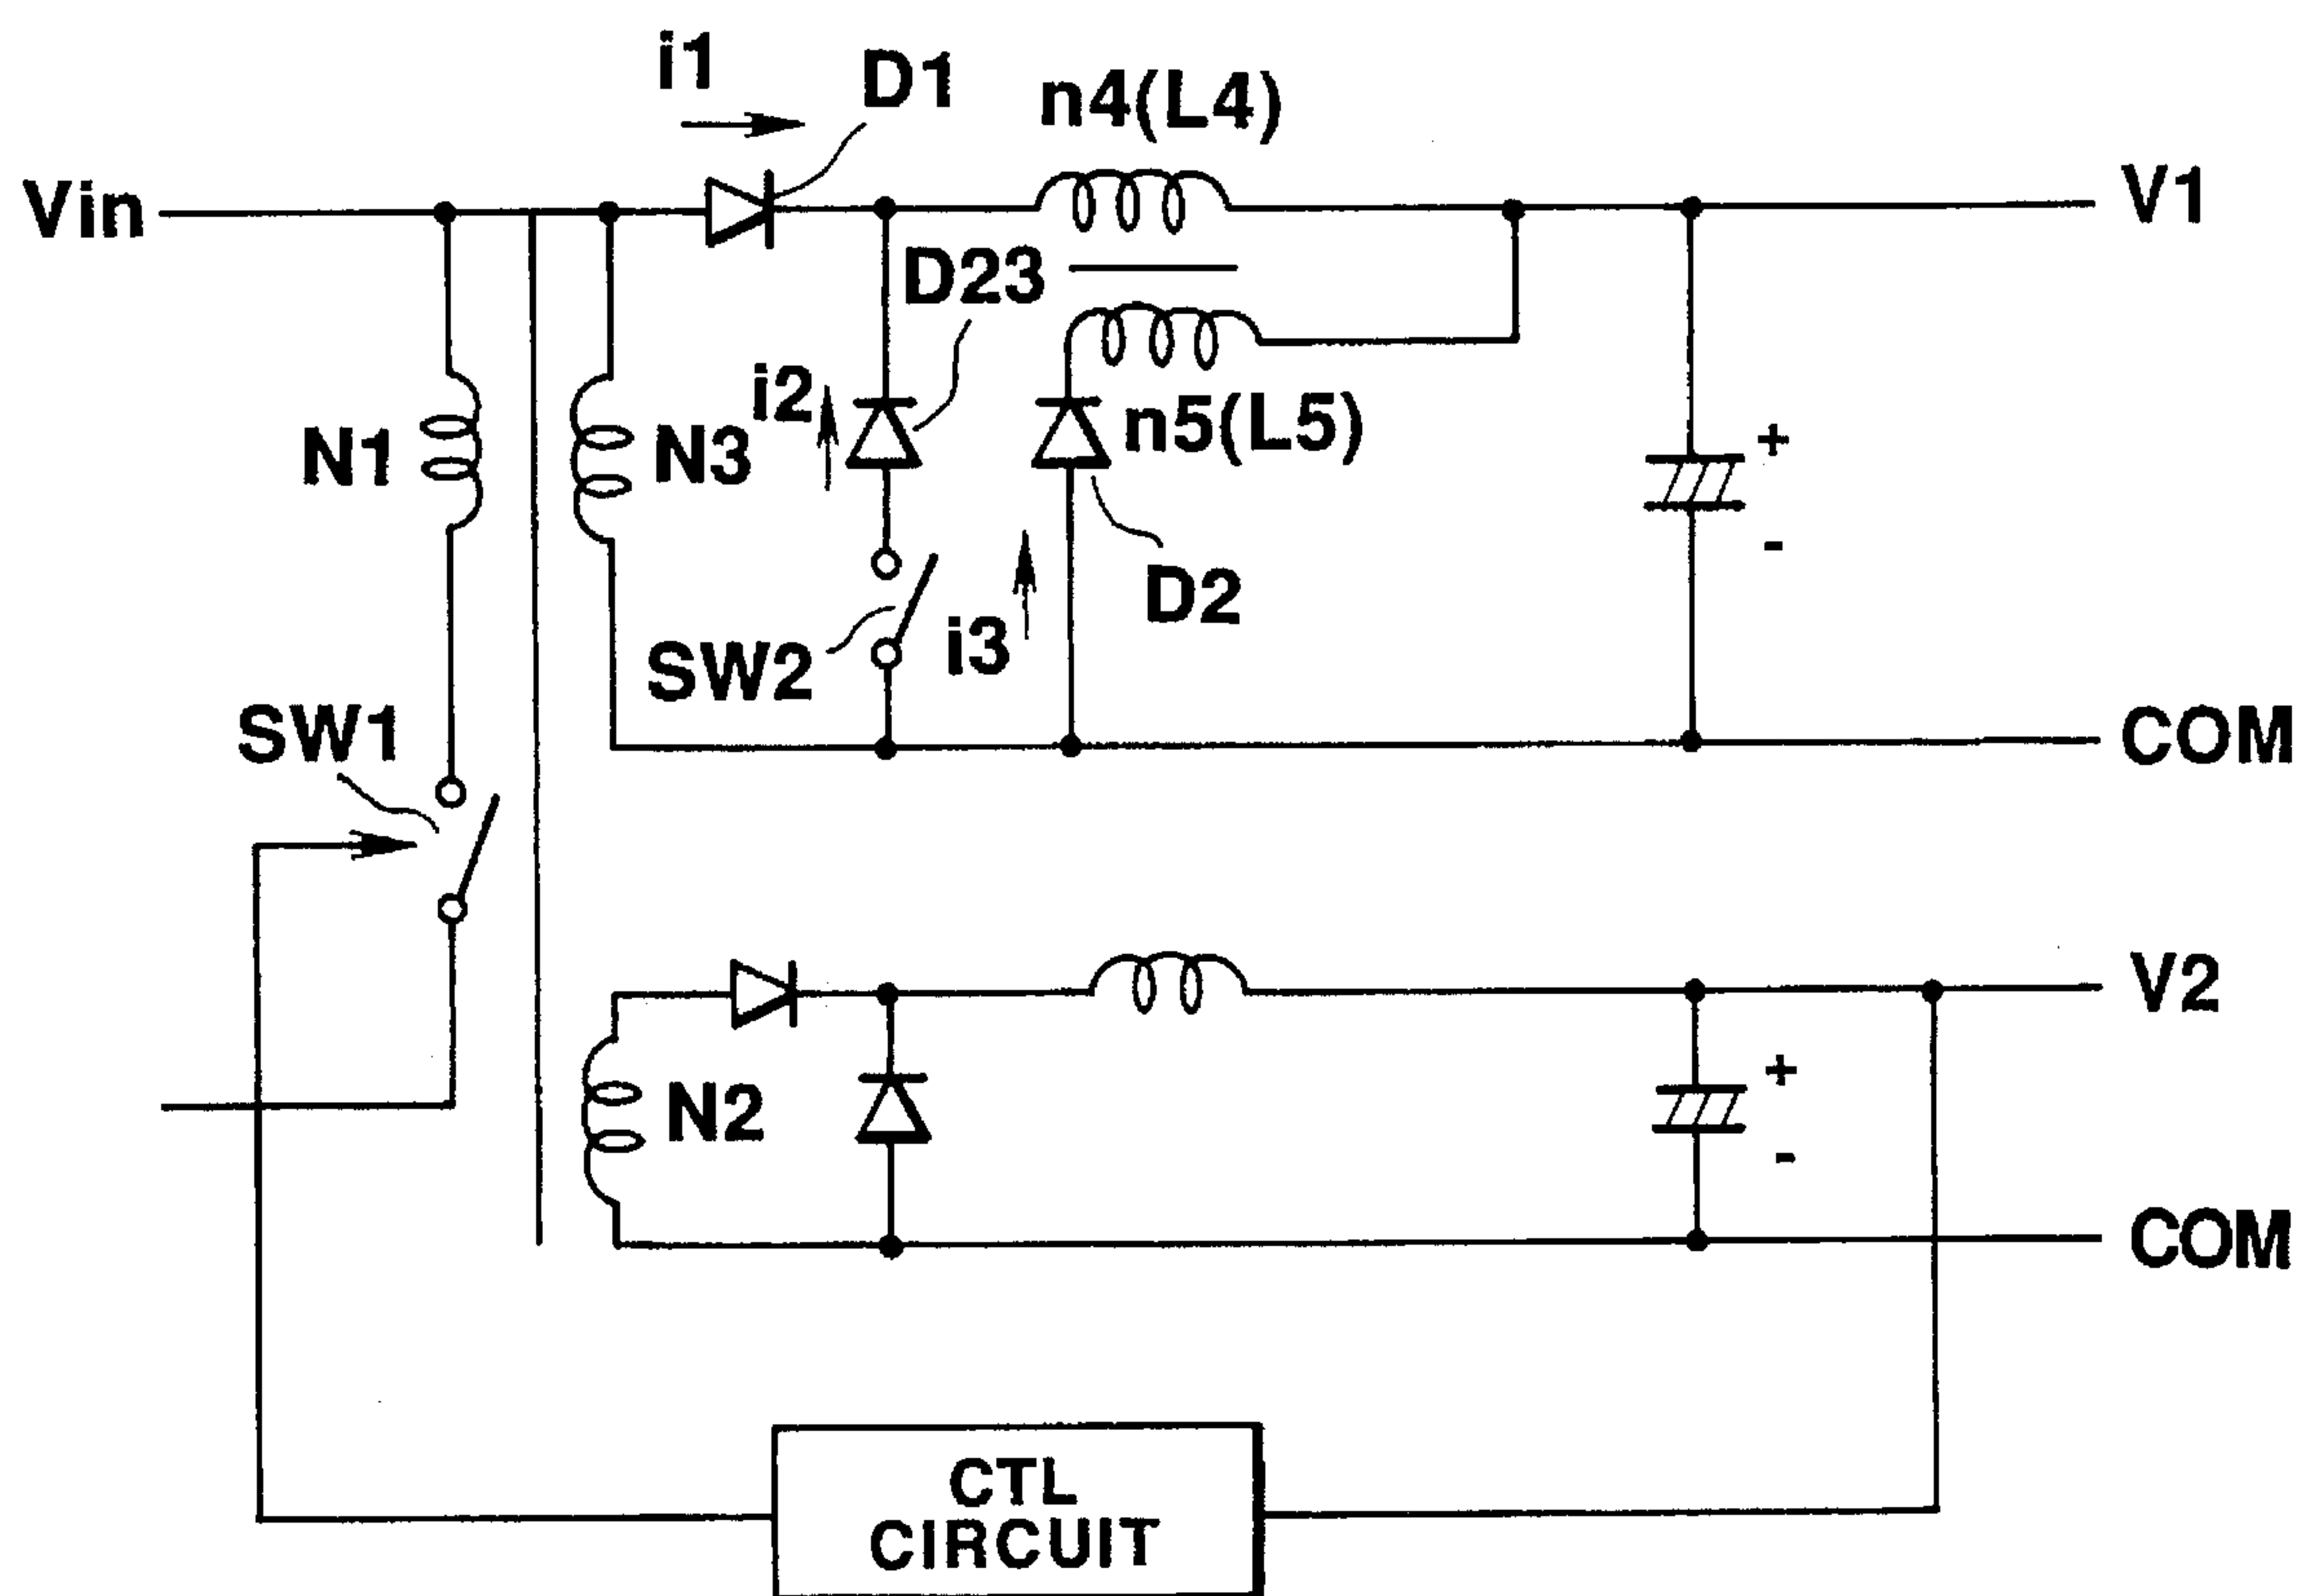 i1
D1
n4(L4)
Vin
V1
D23
i2
n5(L5)
+
N1
N3
-
D2
SW2
i3
SW1
COM
V2
+
N2
-
COM
CTL
CIRCUIT